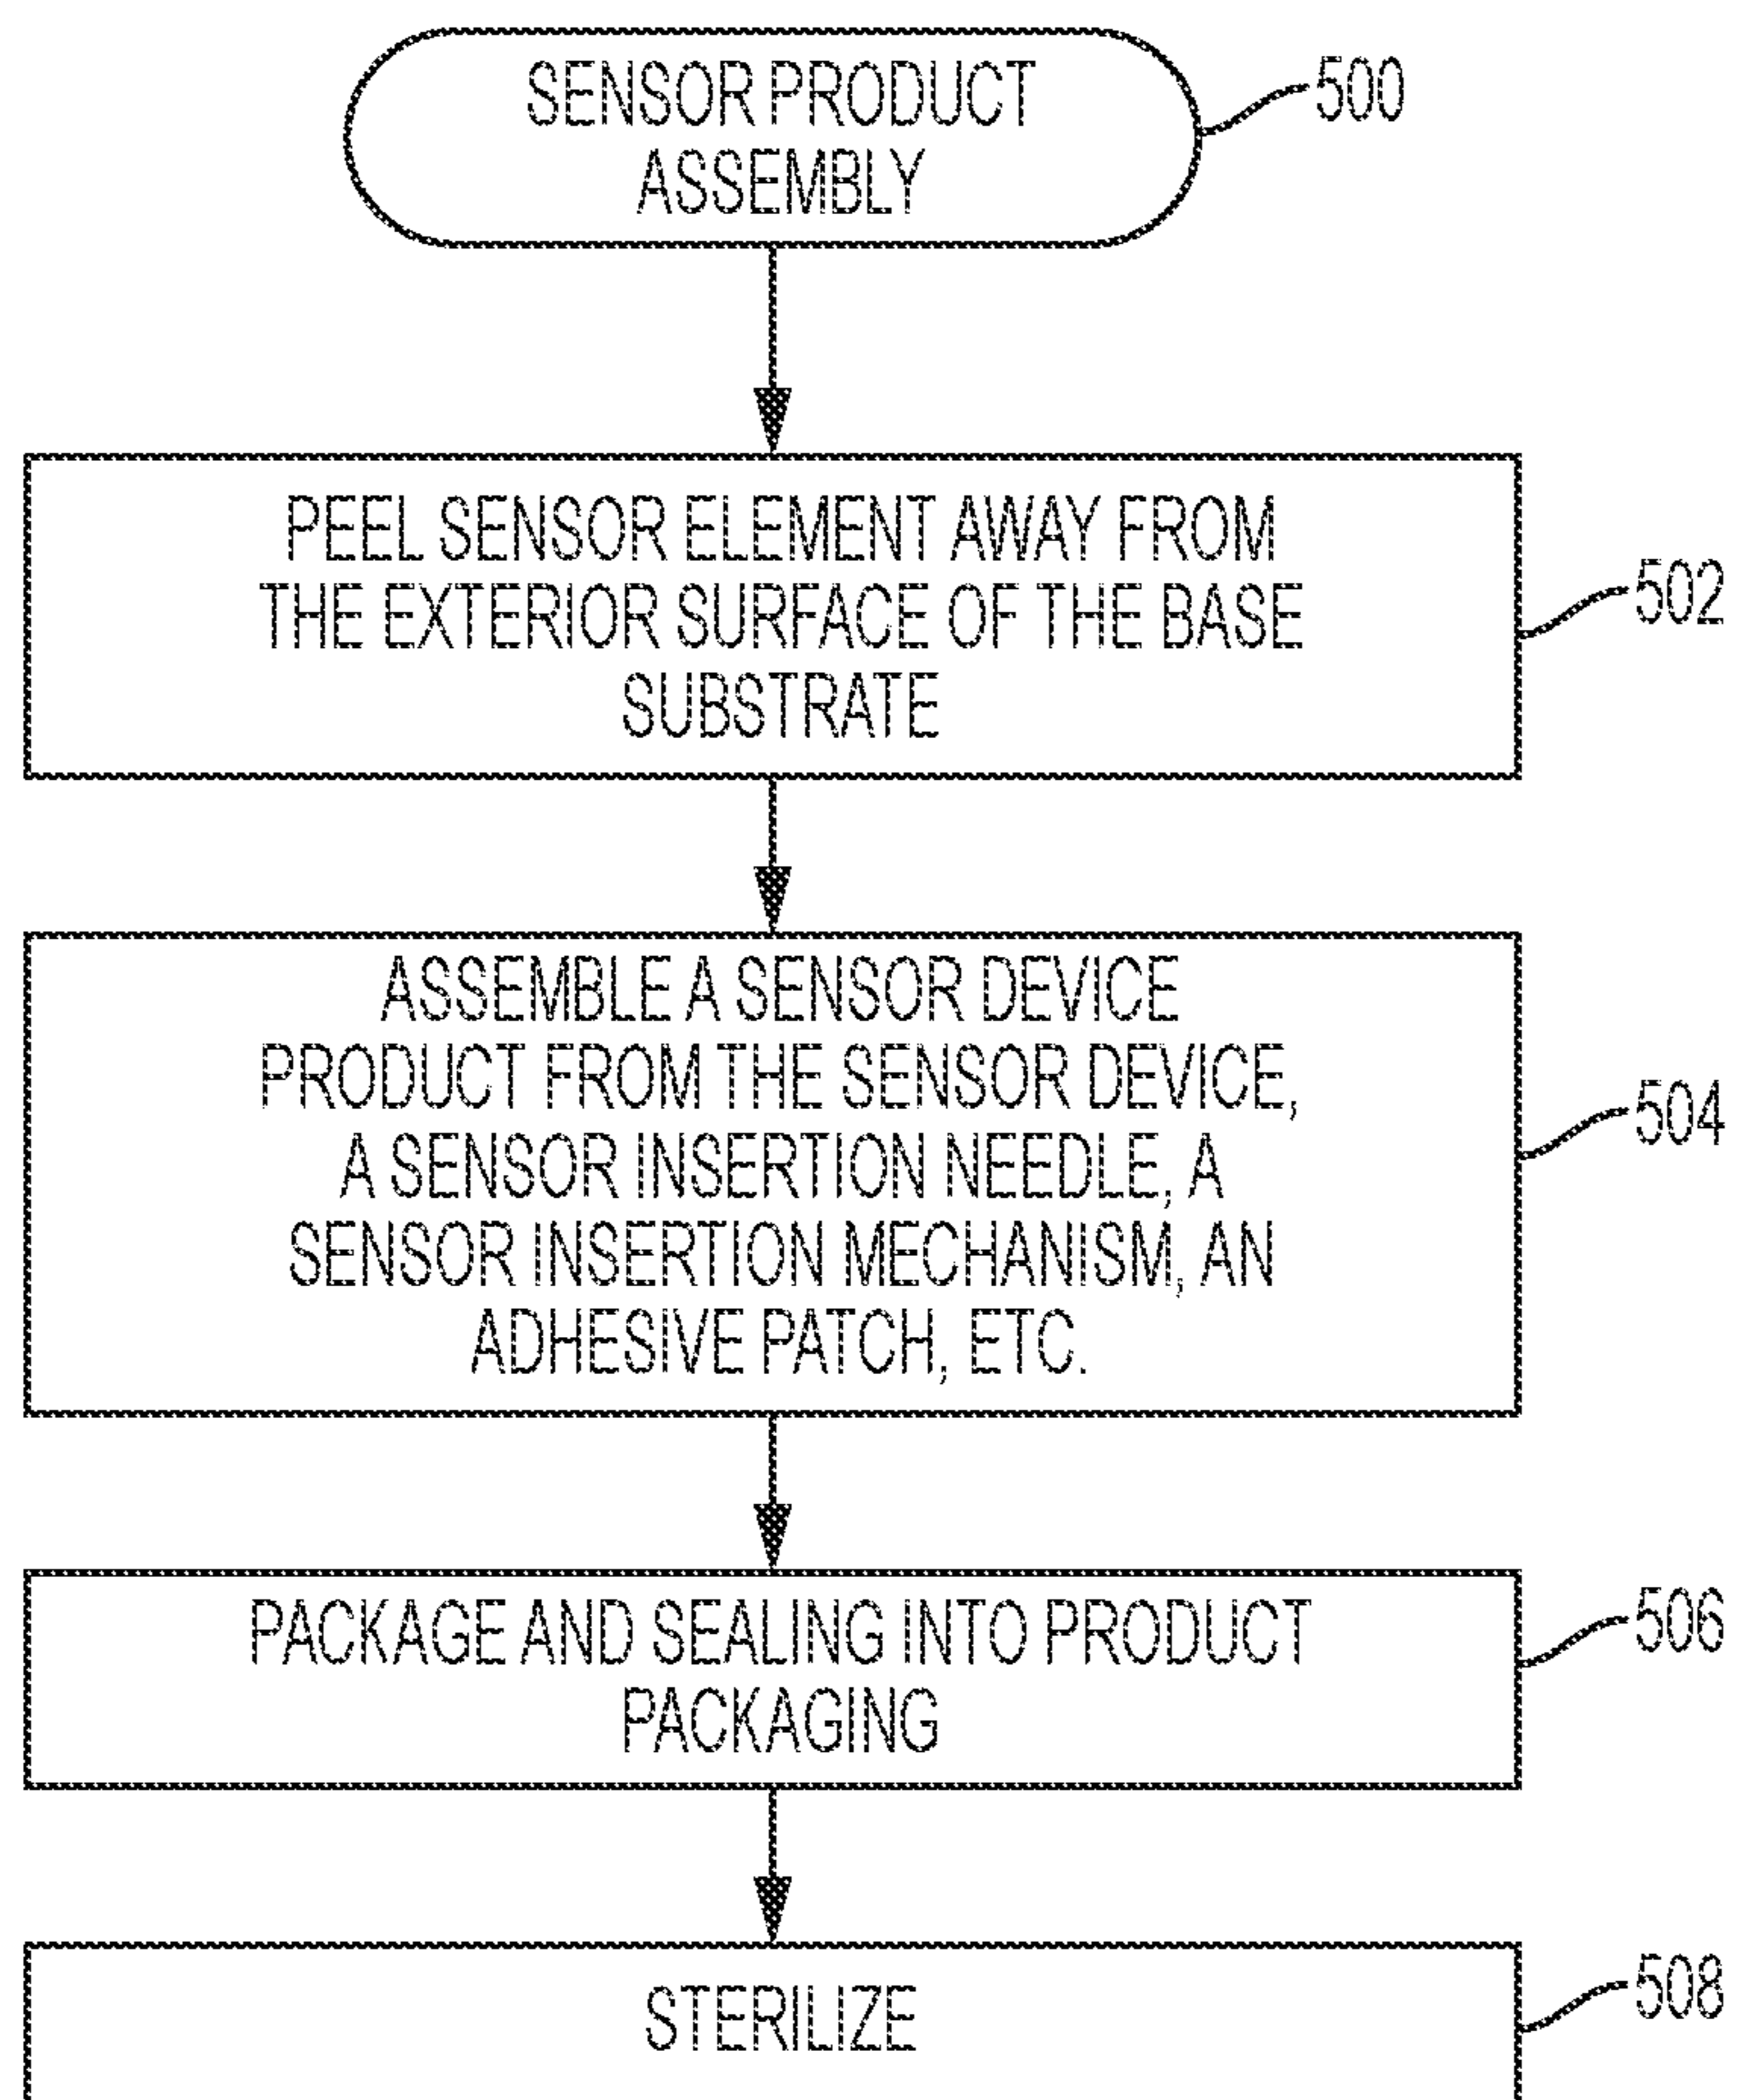 SENSOR PRODUCT
ASSEMBLY
500
PEEL SENSOR ELEMENT AWAY FROM
THE EXTERIOR SURFACE OF THE BASE
SUBSTRATE
502
ASSEMBLE A SENSOR DEVICE
PRODUCT FROM THE SENSOR DEVICE,
A SENSOR INSERTION NEEDLE, A
SENSOR INSERTION MECHANISM, AN
ADHESIVE PATCH, ETC.
504
PACKAGE AND SEALING INTO PRODUCT
PACKAGING
506
STERILIZE
508